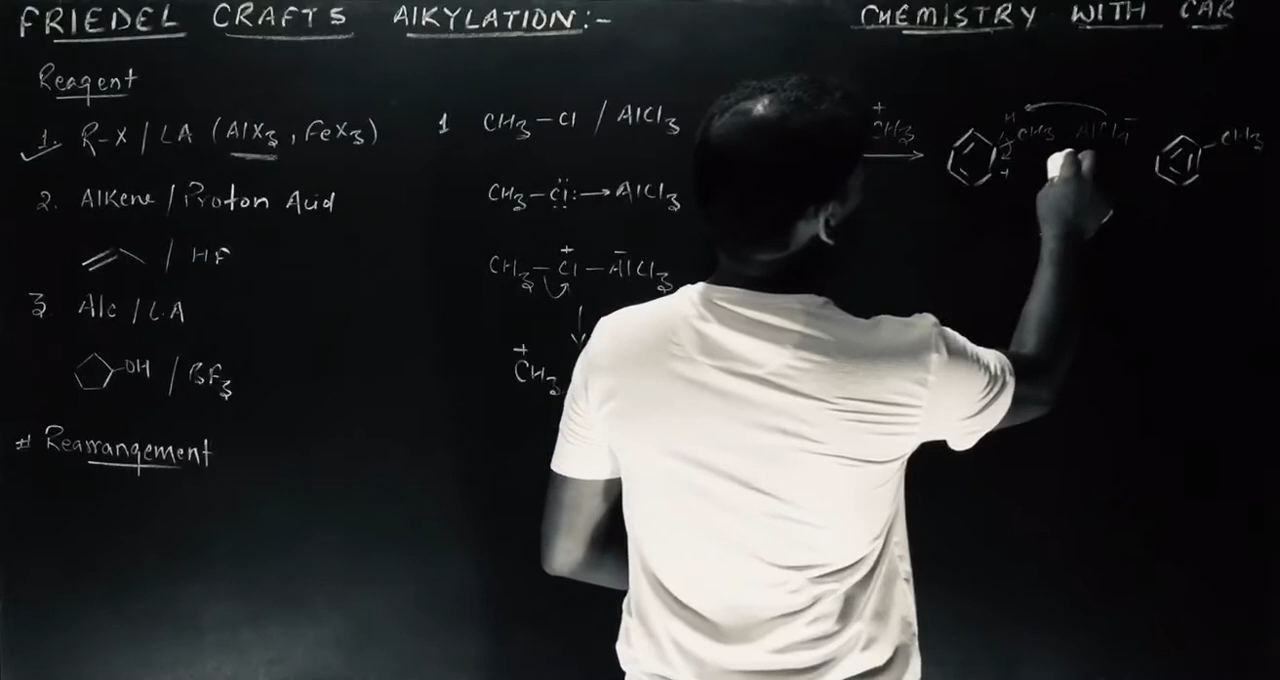 FRIEDEL CRAFTS AlKYLATION:-
CHEMISTRY WITH CAR
Reagent
1. R-X / LA (AlX3, FeX3)
2. Alkene / Proton Acid
/ HF
3 Alc / L.A
OH / BF3
# Rearrangement
1 CH3-Cl / AlCl3
CH3-Cl: → AlCl3
CH3-Cl-AlCl3
+ + -
CH3
+
CH3
+
H
CH3 AlCl4-
+
CH3